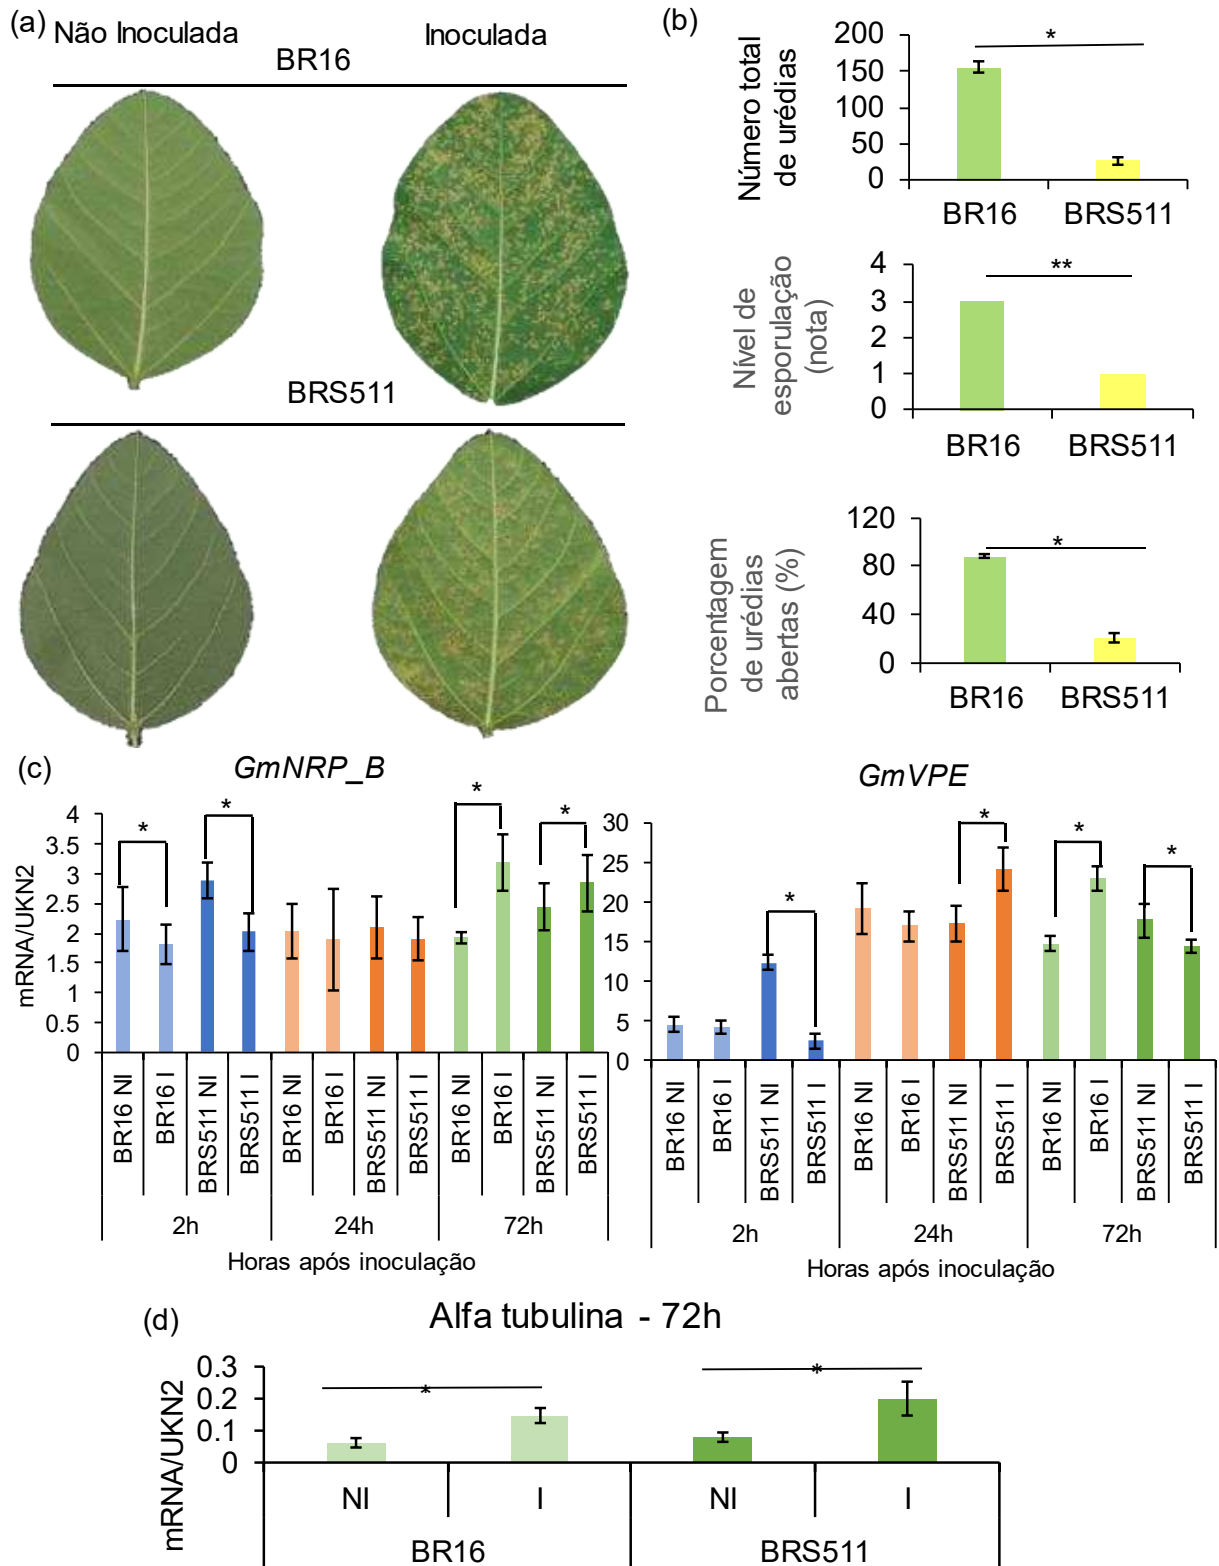 (a)
Não Inoculada
Inoculada
BR16
BRS511
(b)
Número total
de urédias
200
150
100
50
0
*
BR16
BRS511
Nível de
esporulação
(nota)
4
3
2
1
0
**
BR16
BRS511
Porcentagem
de urédias
abertas (%)
120
80
40
0
*
BR16
BRS511
(c)
GmNRP_B
mRNA/UKN2
4
3.5
3
2.5
2
1.5
1
0.5
0
*
*
*
*
BR16 NI
BR16 I
BRS511 NI
BRS511 I
BR16 NI
BR16 I
BRS511 NI
BRS511 I
BR16 NI
BR16 I
BRS511 NI
BRS511 I
2h
24h
72h
Horas após inoculação
GmVPE
30
25
20
15
10
5
0
*
*
*
*
BR16 NI
BR16 I
BRS511 NI
BRS511 I
BR16 NI
BR16 I
BRS511 NI
BRS511 I
BR16 NI
BR16 I
BRS511 NI
BRS511 I
2h
24h
72h
Horas após inoculação
(d)
Alfa tubulina - 72h
mRNA/UKN2
0.3
0.2
0.1
0
*
*
NI
I
NI
I
BR16
BRS511